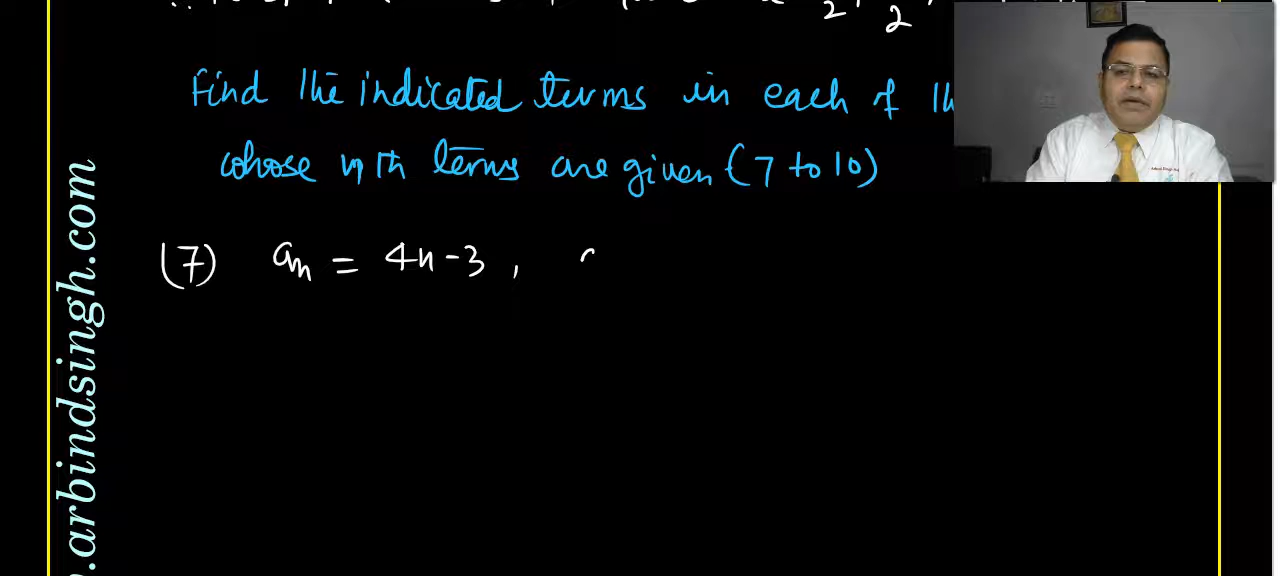 Find the indicated terms in each of th
whose nth terms are given (7 to 10)
(7) an = 4n-3 ,
.arbindsingh.com